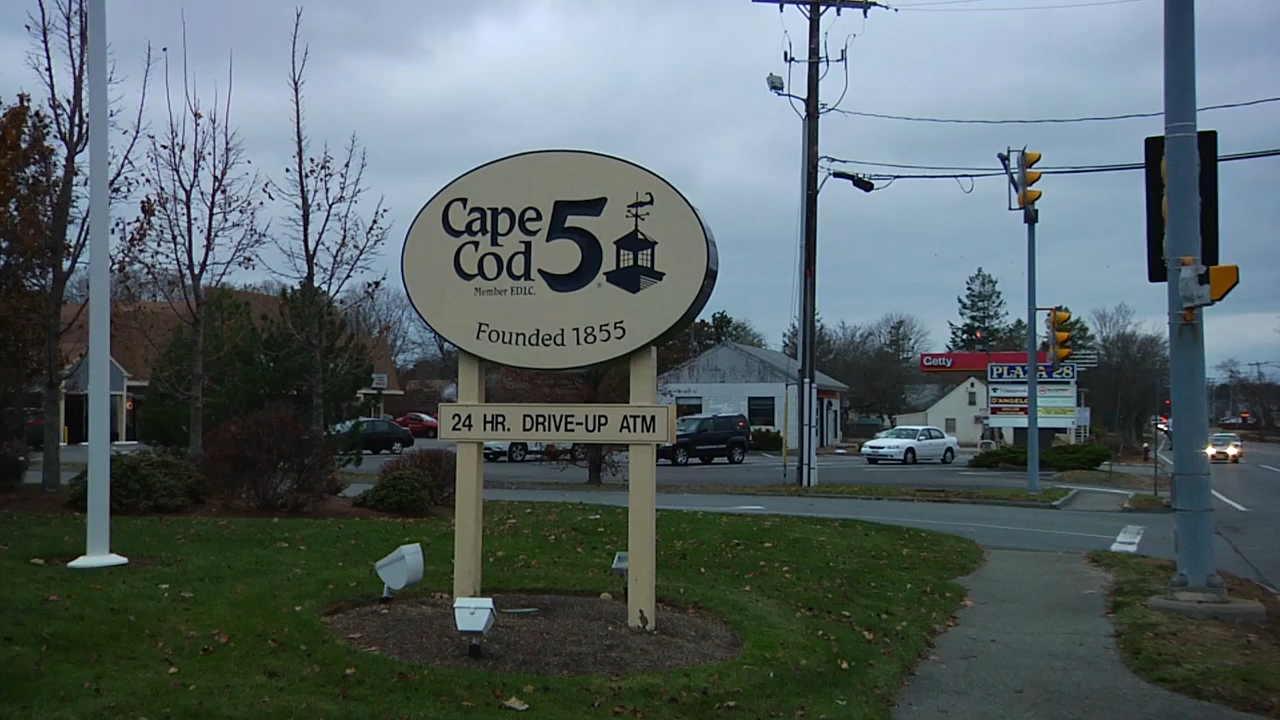 Cape
Cod
5
Member F.D.I.C.
Founded 1855
24 HR. DRIVE-UP ATM
Getty
PLAZA 28
D'ANGELO